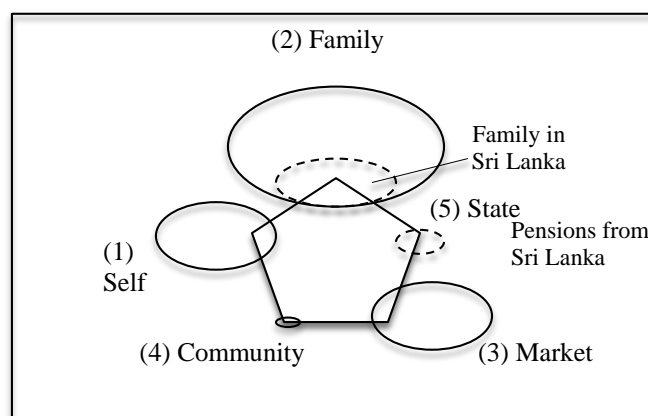 (2) Family
Family in
Sri Lanka
(5) State
Pensions from
Sri Lanka
(1)
Self
(4) Community
(3) Market